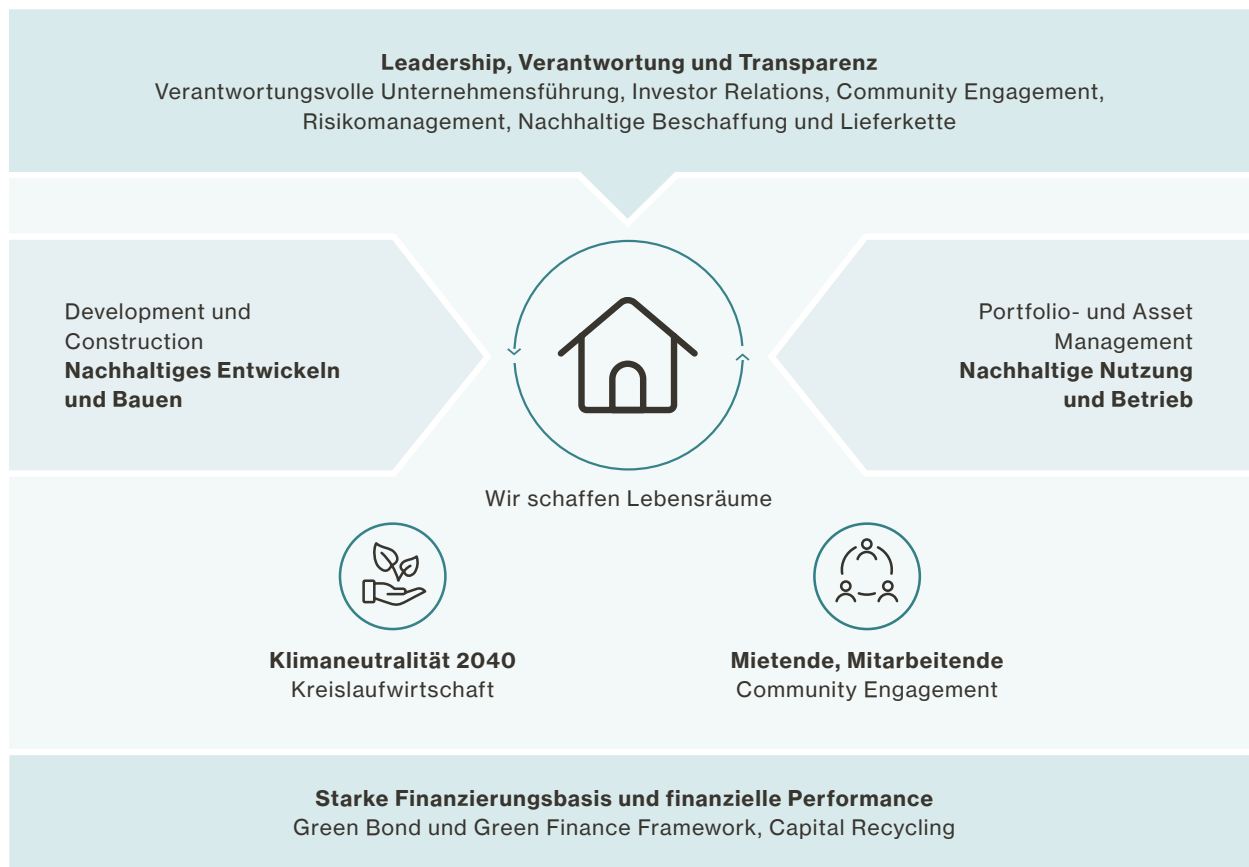 Leadership, Verantwortung und Transparenz
Verantwortungsvolle Unternehmensführung, Investor Relations, Community Engagement,
Risikomanagement, Nachhaltige Beschaffung und Lieferkette
Development und
Construction
Nachhaltiges Entwickeln
und Bauen
Portfolio- und Asset
Management
Nachhaltige Nutzung
und Betrieb
Wir schaffen Lebensräume
Klimaneutralität 2040
Kreislaufwirtschaft
Mietende, Mitarbeitende
Community Engagement
Starke Finanzierungsbasis und finanzielle Performance
Green Bond und Green Finance Framework, Capital Recycling